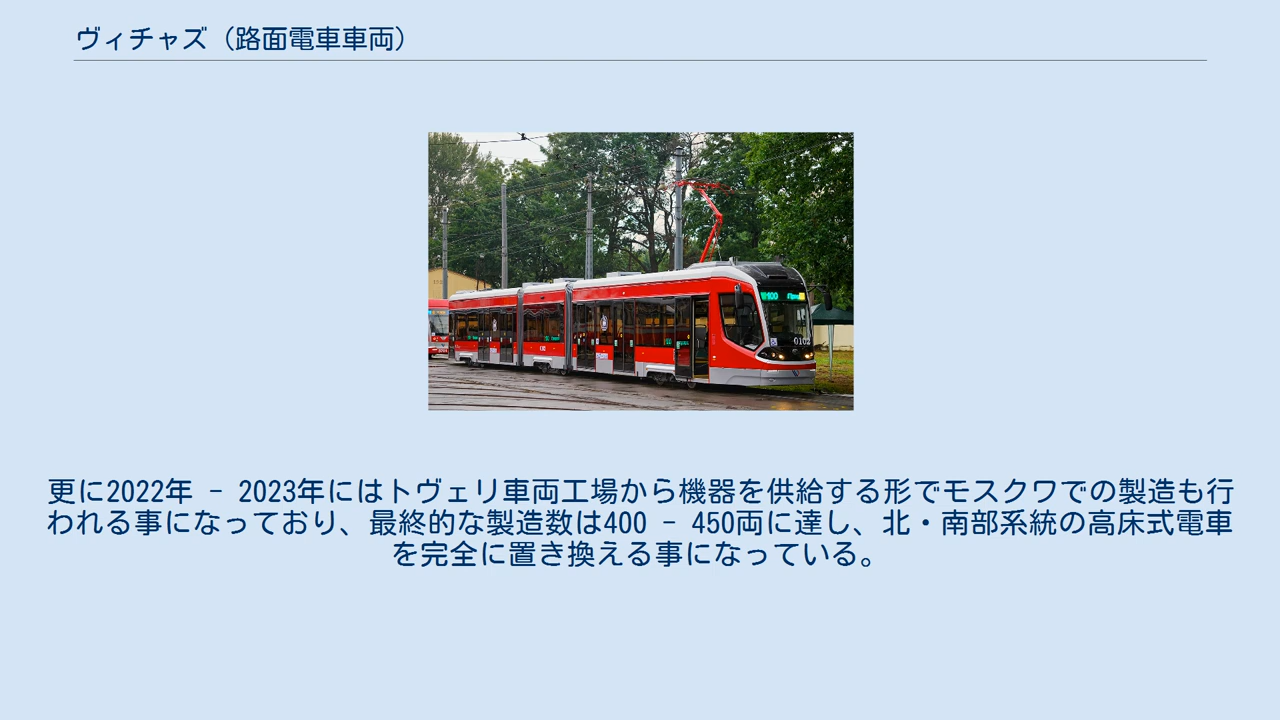 ヴィチャズ（路面電車車両）
0102
更に2022年 - 2023年にはトヴェリ車両工場から機器を供給する形でモスクワでの製造も行
われる事になっており、最終的な製造数は400 - 450両に達し、北・南部系統の高床式電車
を完全に置き換える事になっている。